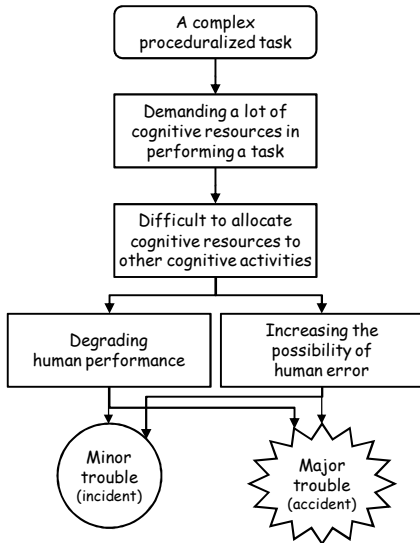 A complex
proceduralized task
Demanding a lot of
cognitive resources in
performing a task
Difficult to allocate
cognitive resources to
other cognitive activities
Degrading
human performance
Increasing the
possibility of
human error
Minor
trouble
(incident)
Major
trouble
(accident)